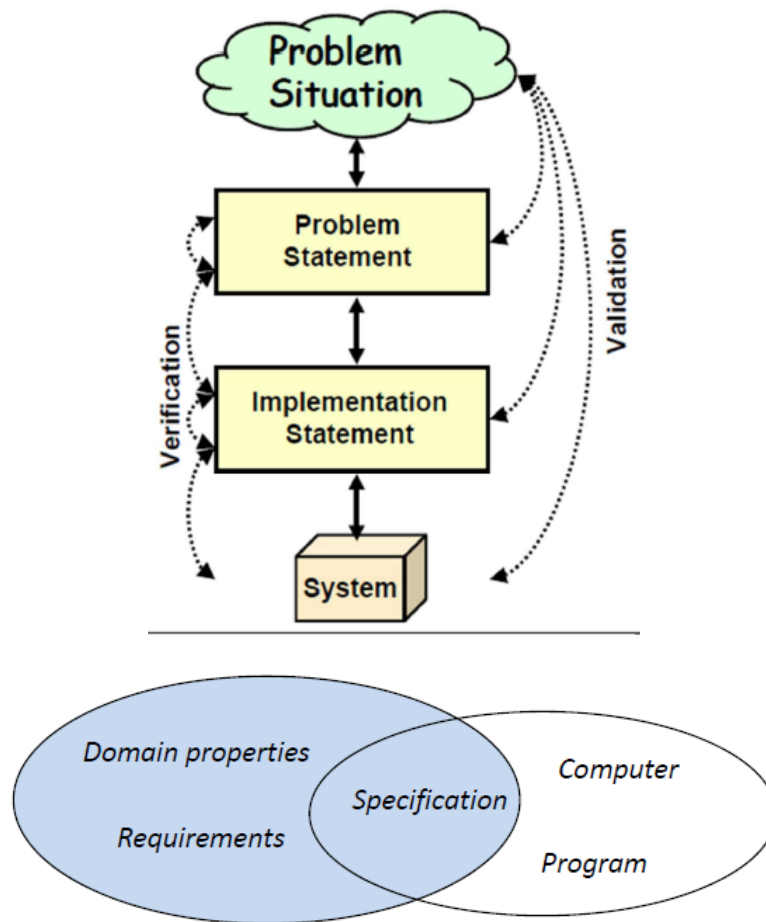 Problem
Situation
Problem
Statement
Verification
Validation
Implementation
Statement
System
Domain properties
Computer
Specification
Requirements
Program